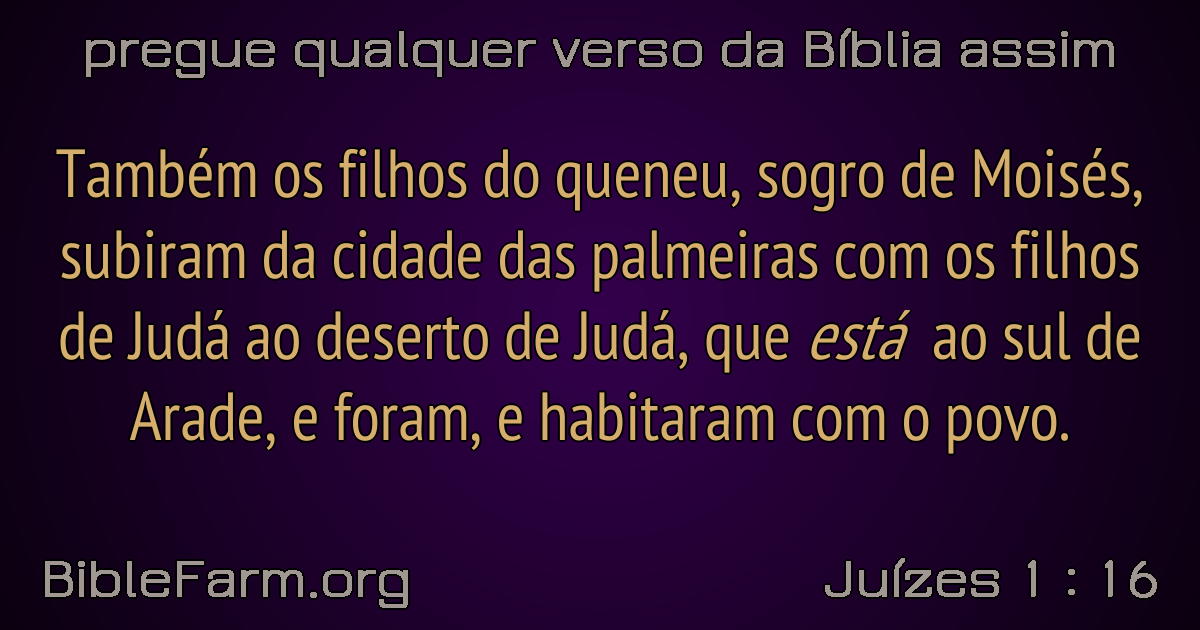 pregue qualquer verso da Bíblia assim
Também os filhos do queneu, sogro de Moisés,
subiram da cidade das palmeiras com os filhos
de Judá ao deserto de Judá, que está ao sul de
Arade, e foram, e habitaram com o povo.
BibleFarm.org
Juízes 1 : 16